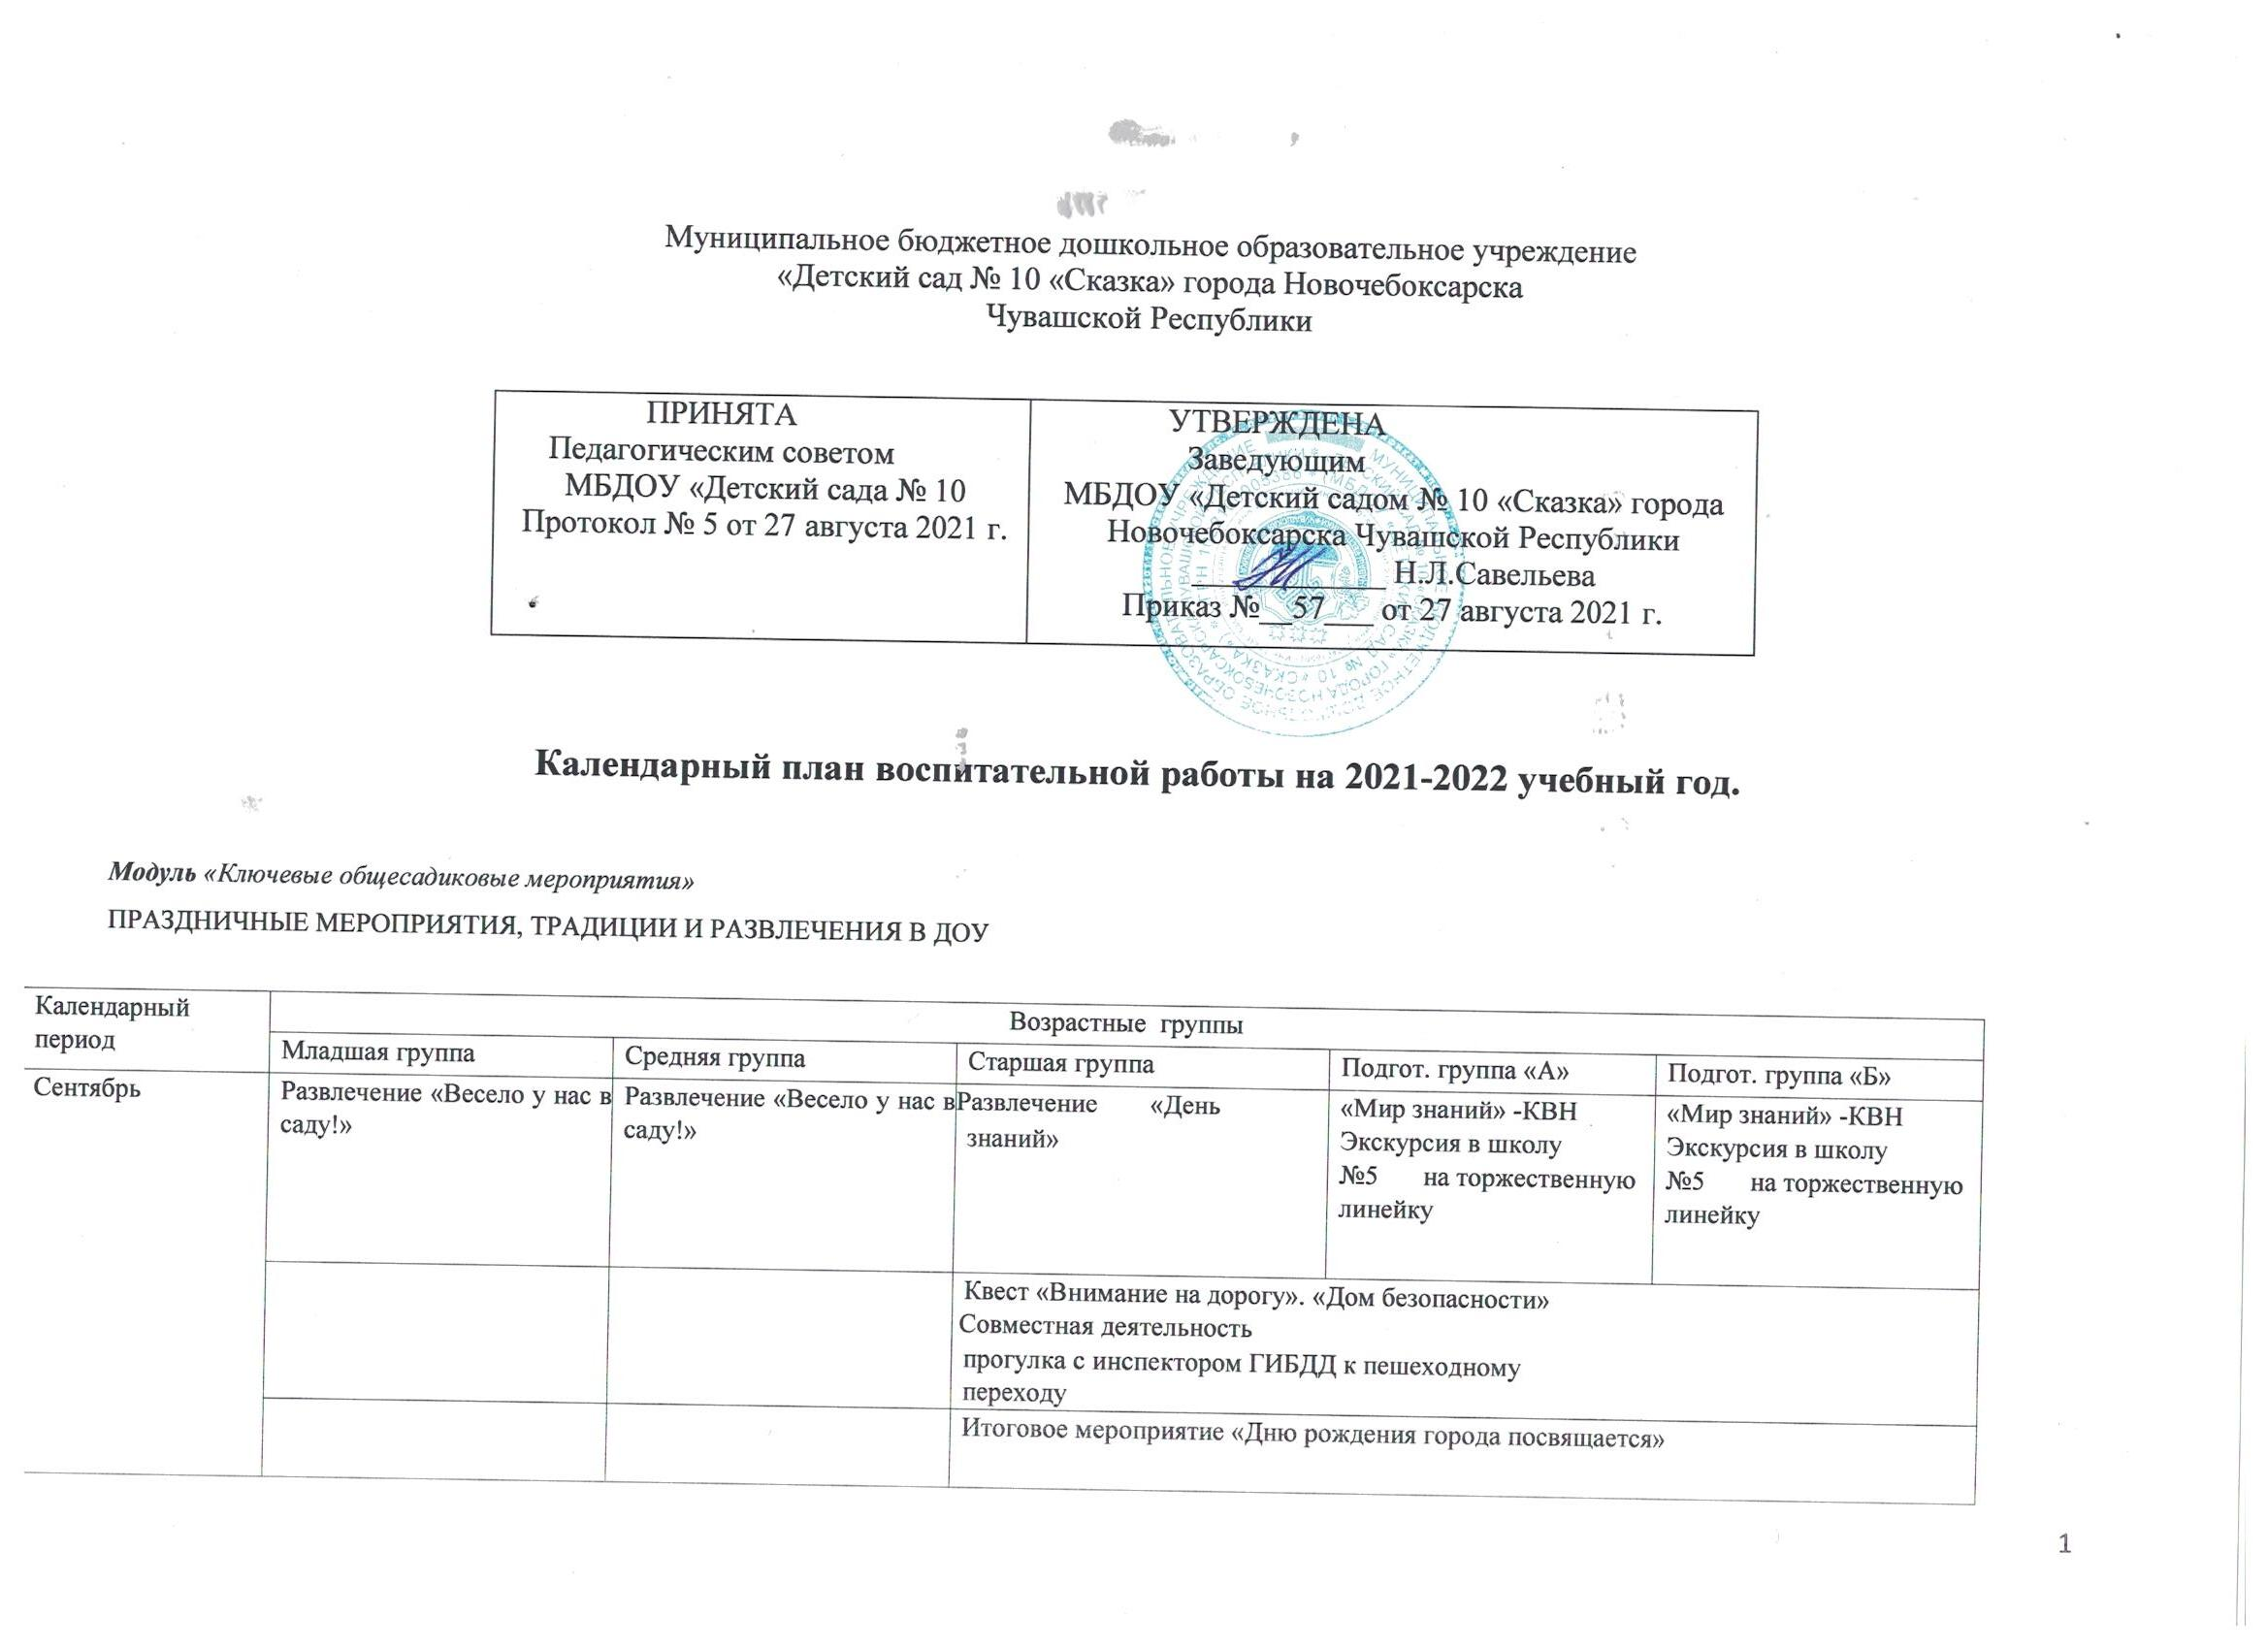 Муниципальное бюджетное дошкольное образовательное учреждение
«Детский сад № 10 «Сказка» города Новочебоксарска
Чувашской Республики
ПРИНЯТА
Педагогическим советом
МБДОУ «Детский сада № 10
Протокол № 5 от 27 августа 2021 г.
УТВЕРЖДЕНА
Заведующим
МБДОУ «Детский садом № 10 «Сказка» города
Новочебоксарска Чувашской Республики
____________ Н.Л.Савельева
Приказ №__57___ от 27 августа 2021 г.
Календарный план воспитательной работы на 2021-2022 учебный год.
Модуль «Ключевые общесадиковые мероприятия»
ПРАЗДНИЧНЫЕ МЕРОПРИЯТИЯ, ТРАДИЦИИ И РАЗВЛЕЧЕНИЯ В ДОУ
Календарный
период
Возрастные группы
Младшая группа
Средняя группа
Старшая группа
Подгот. группа «А»
Подгот. группа «Б»
Сентябрь
Развлечение «Весело у нас в
саду!»
Развлечение «Весело у нас в
саду!»
Развлечение «День
знаний»
«Мир знаний» -КВН
Экскурсия в школу
№5 на торжественную
линейку
«Мир знаний» -КВН
Экскурсия в школу
№5 на торжественную
линейку
Квест «Внимание на дорогу». «Дом безопасности»
Совместная деятельность
прогулка с инспектором ГИБДД к пешеходному
переходу
Итоговое мероприятие «Дню рождения города посвящается»
1